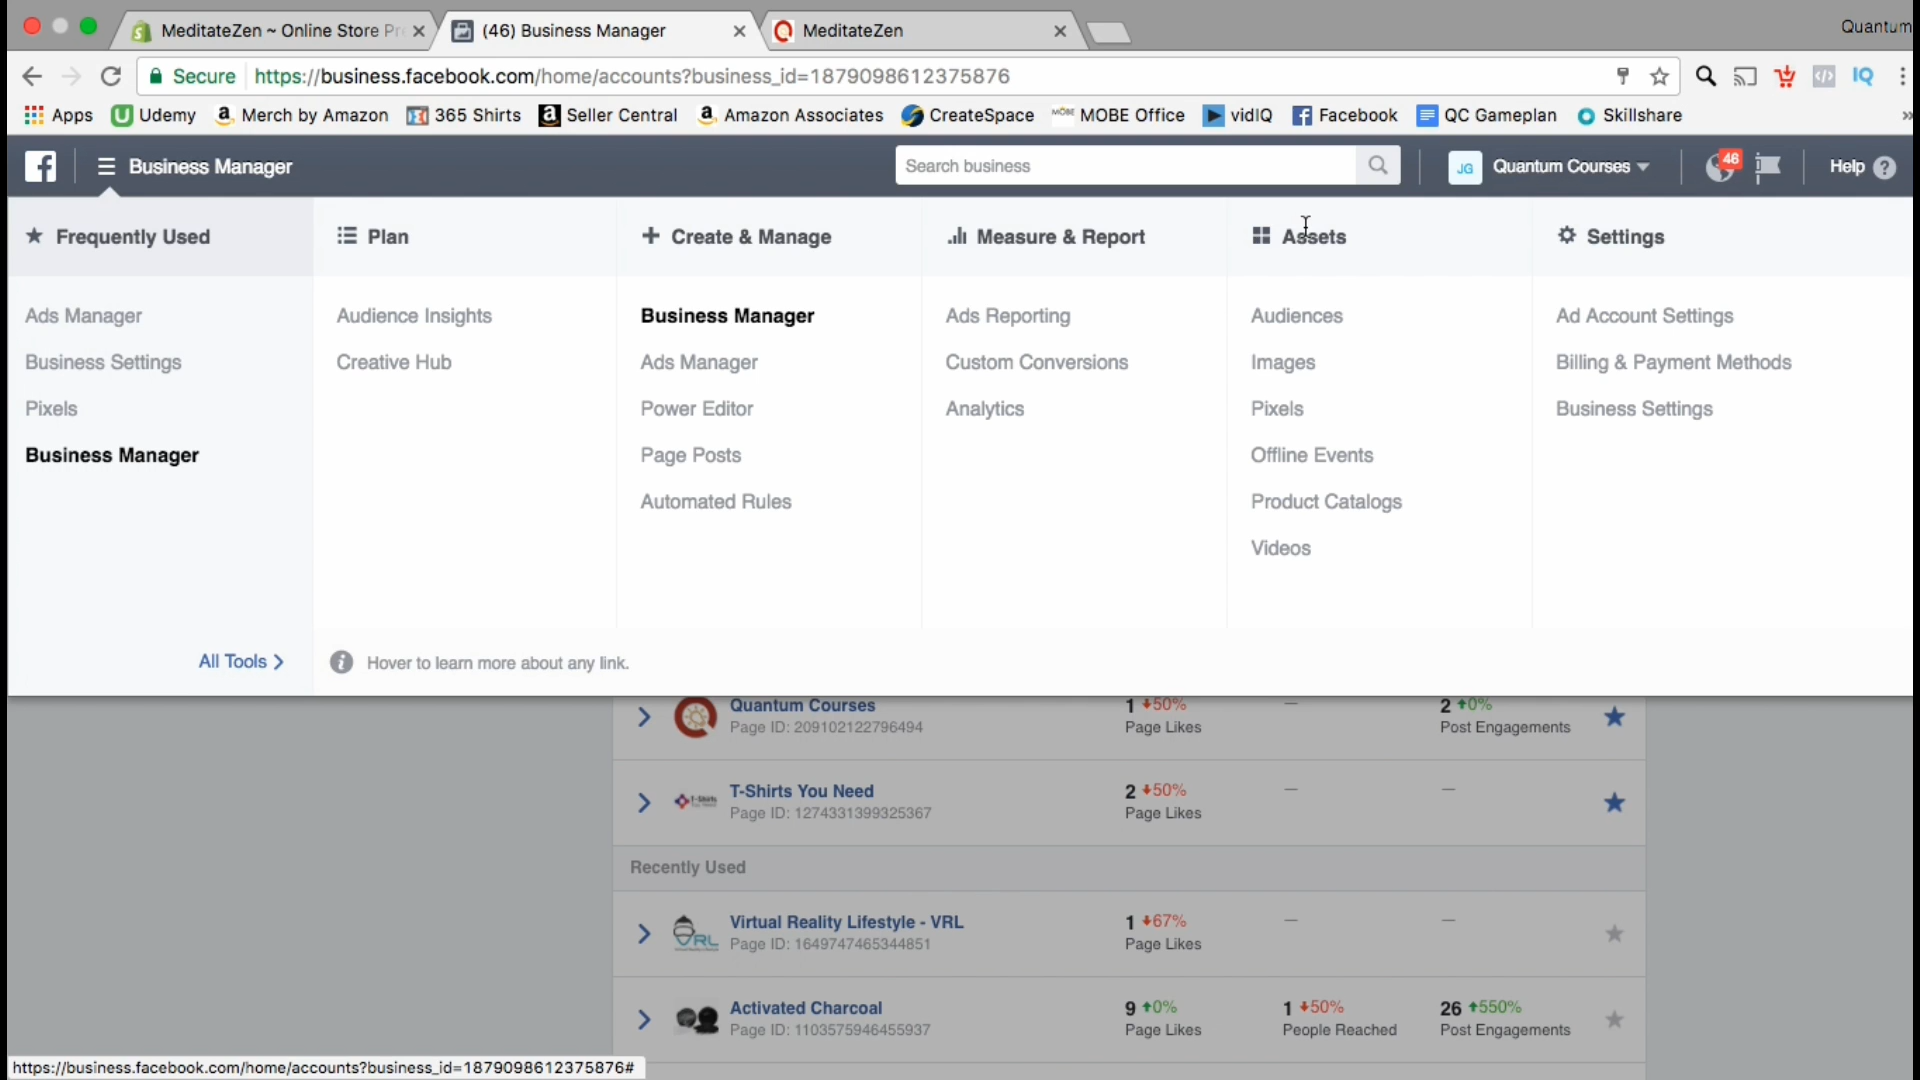 MeditateZen ~ Online Store Pr
(46) Business Manager
MeditateZen
Quantum
Secure
https://business.facebook.com/home/accounts?business_id=1879098612375876
IQ
Apps
Udemy
Merch by Amazon
365 Shirts
Seller Central
Amazon Associates
CreateSpace
MOBE Office
vidIQ
Facebook
QC Gameplan
Skillshare
Business Manager
Search business
JG
Quantum Courses
46
Help
Frequently Used
Ads Manager
Business Settings
Pixels
Business Manager
All Tools
Plan
Audience Insights
Creative Hub
Create & Manage
Business Manager
Ads Manager
Power Editor
Page Posts
Automated Rules
Measure & Report
Ads Reporting
Custom Conversions
Analytics
Assets
Audiences
Images
Pixels
Offline Events
Product Catalogs
Videos
Settings
Ad Account Settings
Billing & Payment Methods
Business Settings
Hover to learn more about any link.
Quantum Courses
Page ID: 209102122796494
1 50%
Page Likes
—
2 0%
Post Engagements
T-Shirts You Need
Page ID: 1274331399325367
2 50%
Page Likes
—
—
Recently Used
VRL
Virtual Reality Lifestyle - VRL
Page ID: 1649747465344851
1 67%
Page Likes
—
—
Activated Charcoal
Page ID: 1103575946455937
9 0%
Page Likes
1 50%
People Reached
26 550%
Post Engagements
https://business.facebook.com/home/accounts?business_id=1879098612375876#